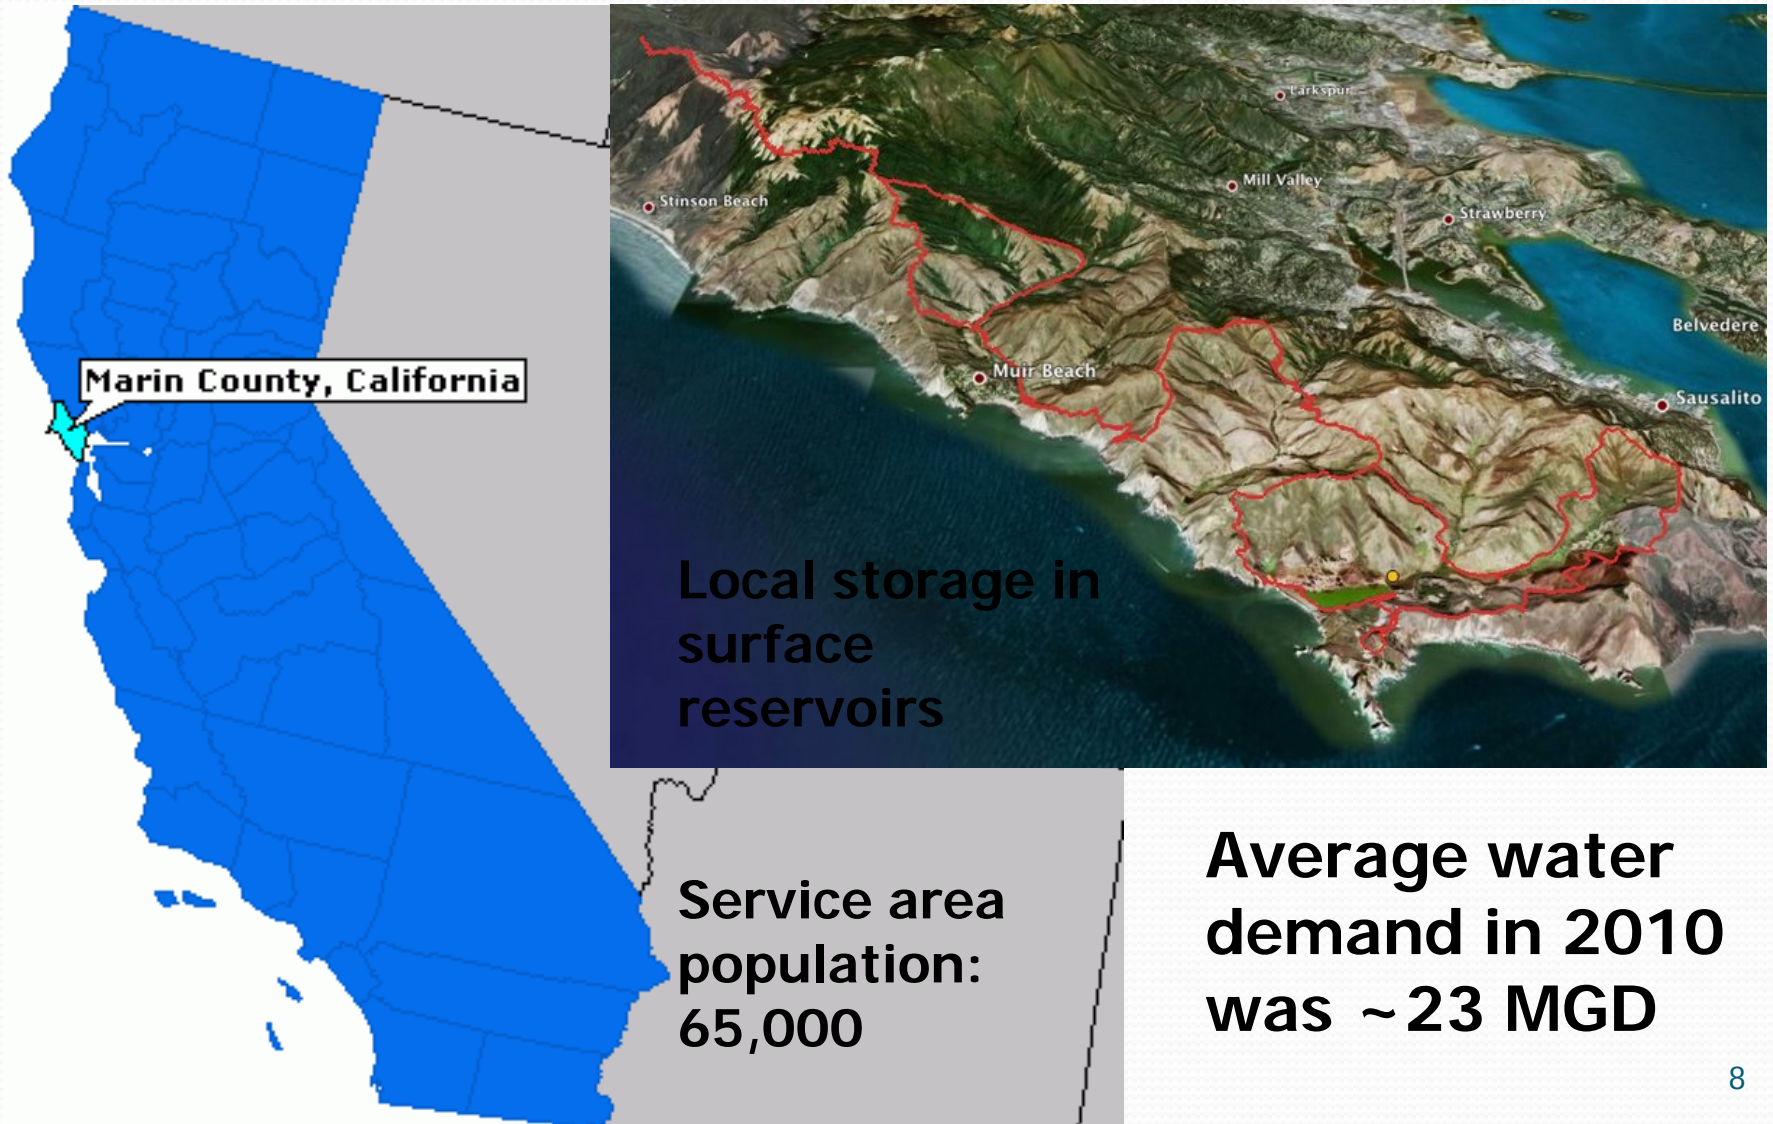 Larkspur
Mill Valley
Stinson Beach
Strawberry
Belvedere
Marin County, California
Muir Beach
Sausalito
Local storage in
surface
reservoirs
Service area
population:
65,000
Average water
demand in 2010
was ~23 MGD
8